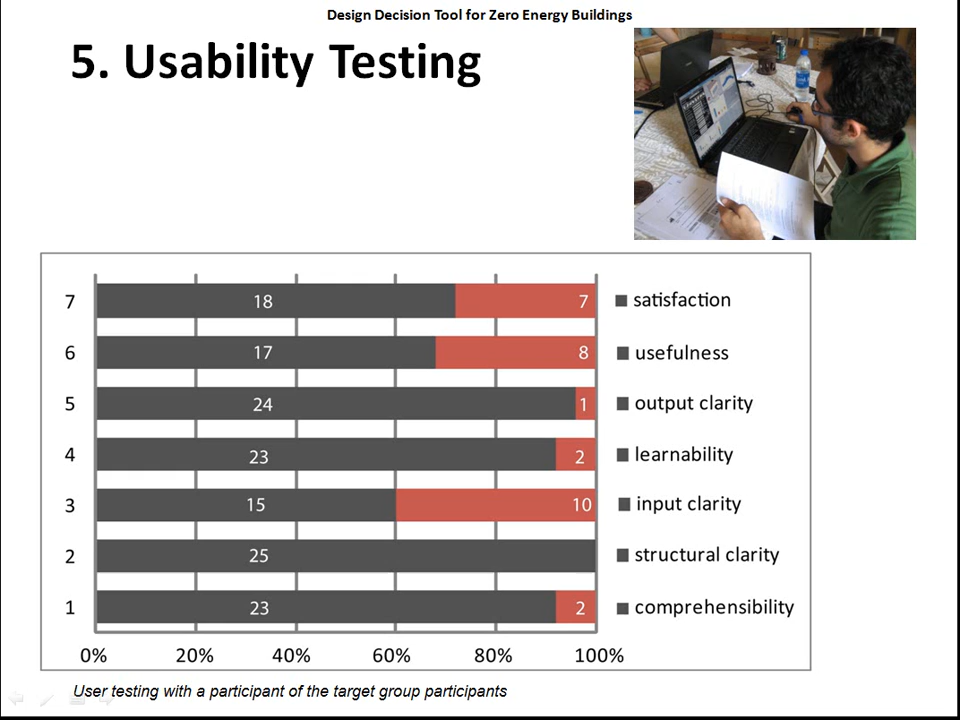 Design Decision Tool for Zero Energy Buildings
5. Usability Testing
7 18 7 satisfaction
6 17 8 usefulness
5 24 1 output clarity
4 23 2 learnability
3 15 10 input clarity
2 25 structural clarity
1 23 2 comprehensibility
0% 20% 40% 60% 80% 100%
User testing with a participant of the target group participants